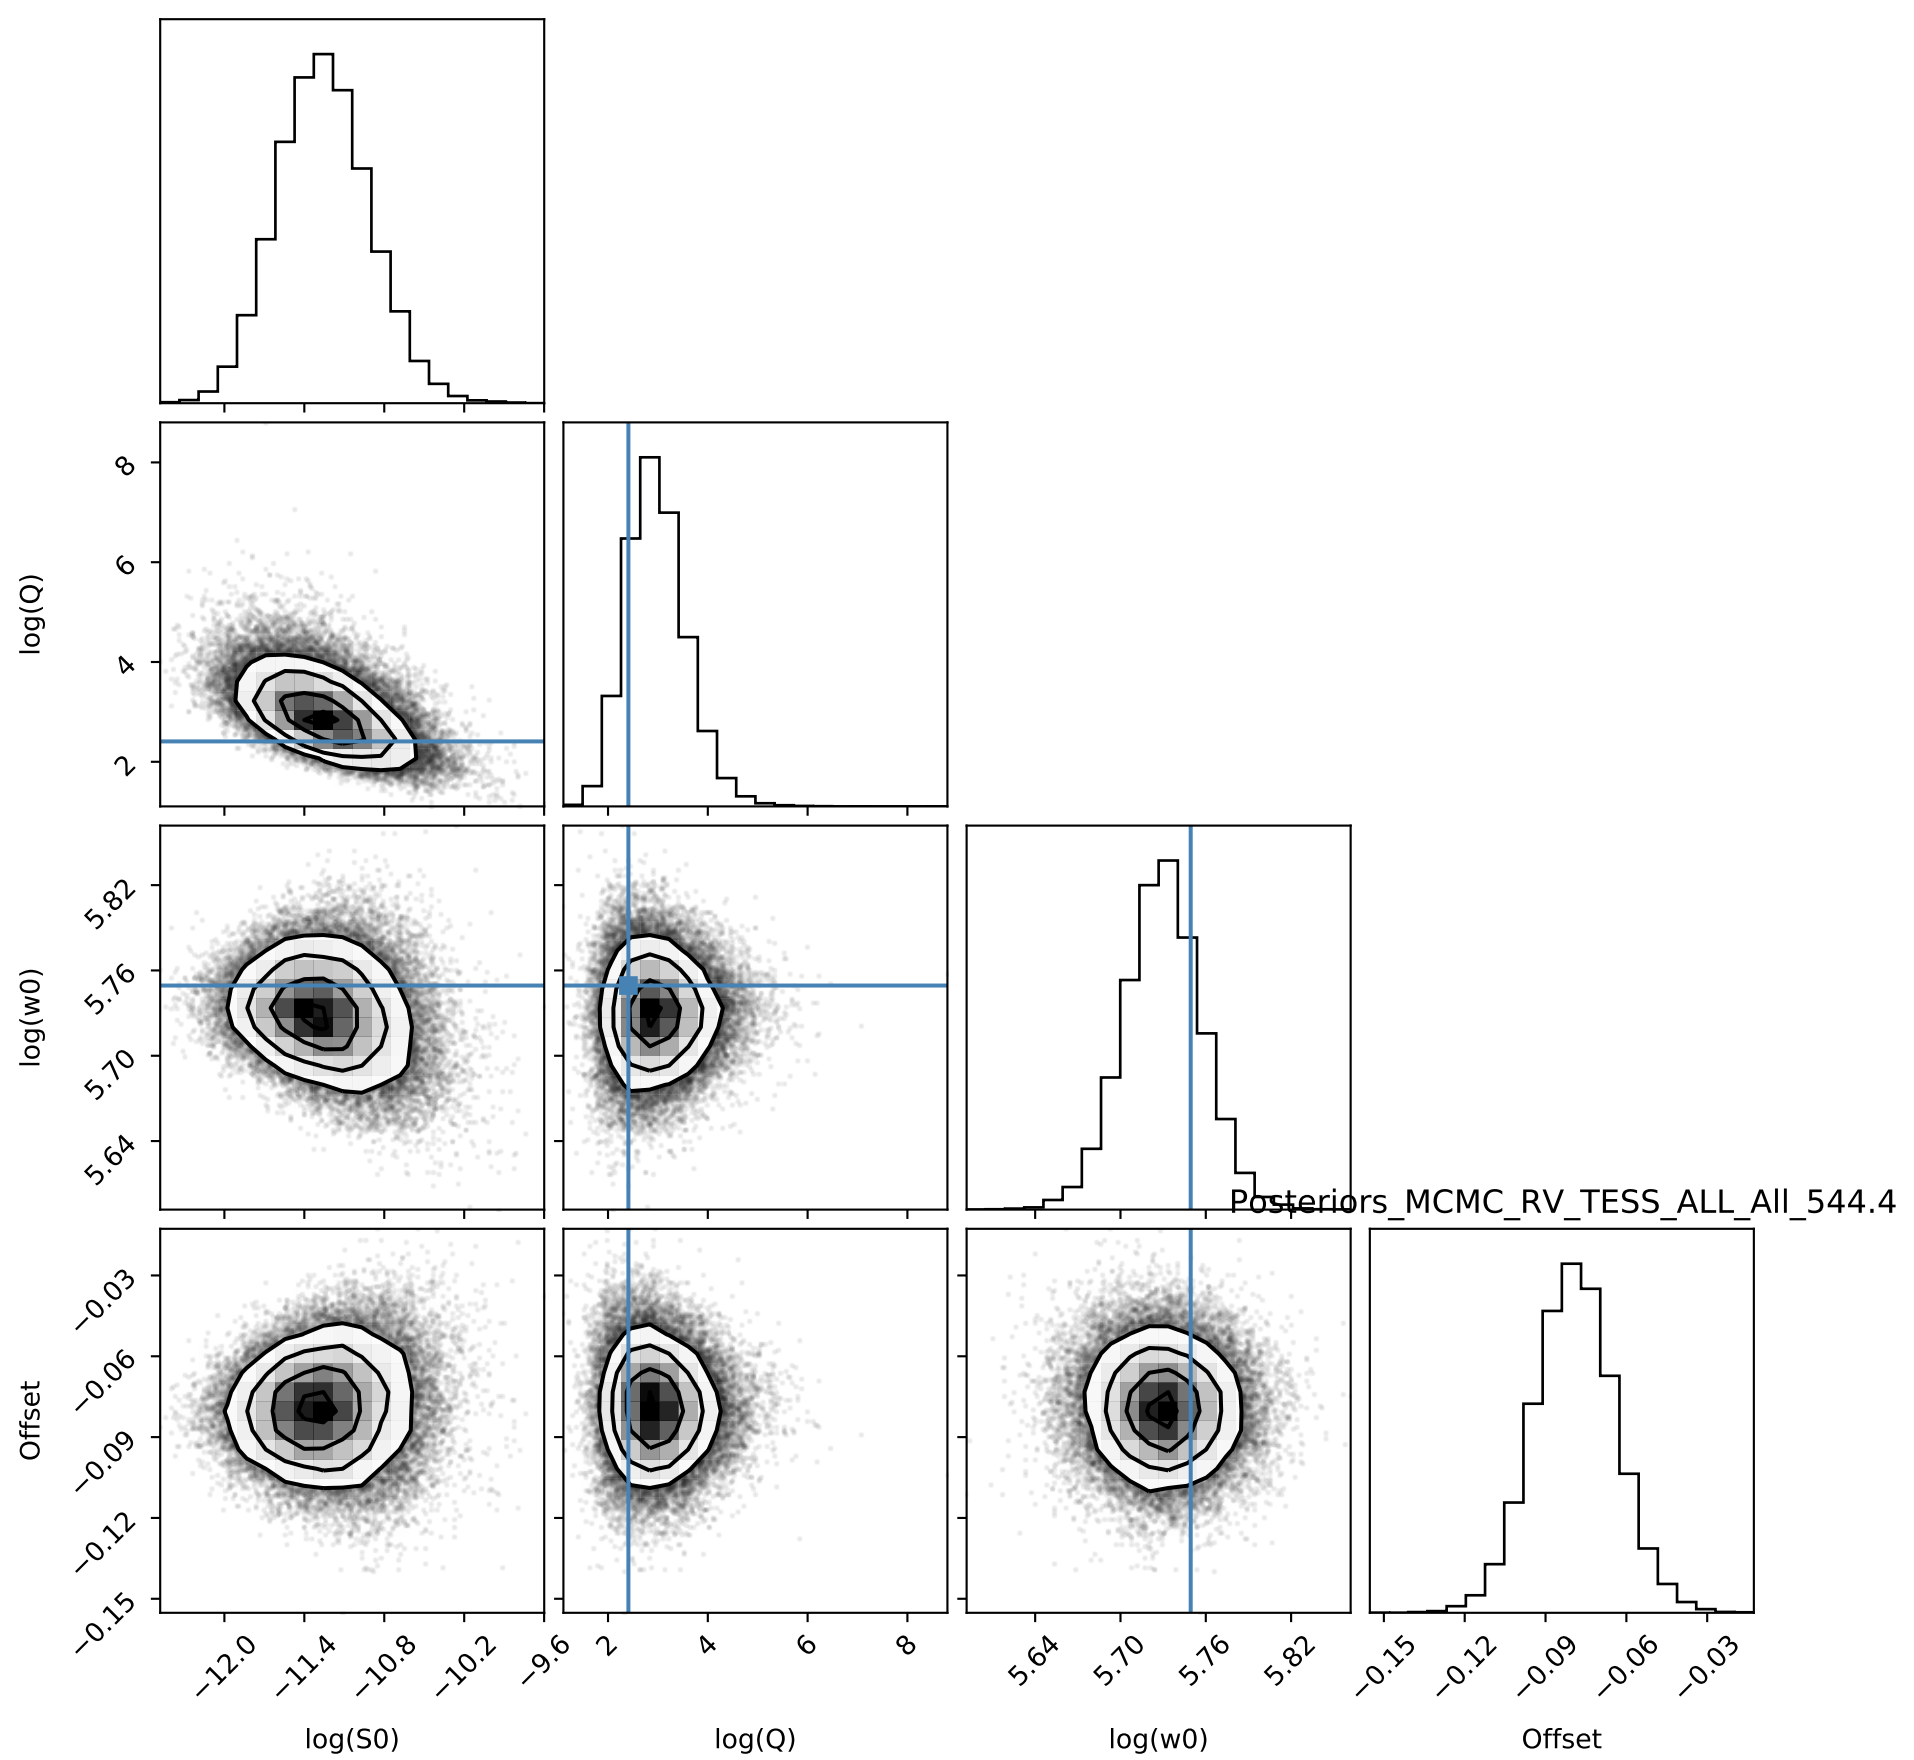 8
6
4
2
log(Q)
5.82
5.76
5.70
5.64
log(w0)
Posteriors_MCMC_RV_TESS_ALL_All_544.4
−0.03
−0.06
−0.09
−0.12
−0.15
Offset
−12.0 −11.4 −10.8 −10.2 −9.6 2 4 6 8 5.64 5.70 5.76 5.82 −0.15 −0.12 −0.09 −0.06 −0.03
log(S0) log(Q) log(w0) Offset